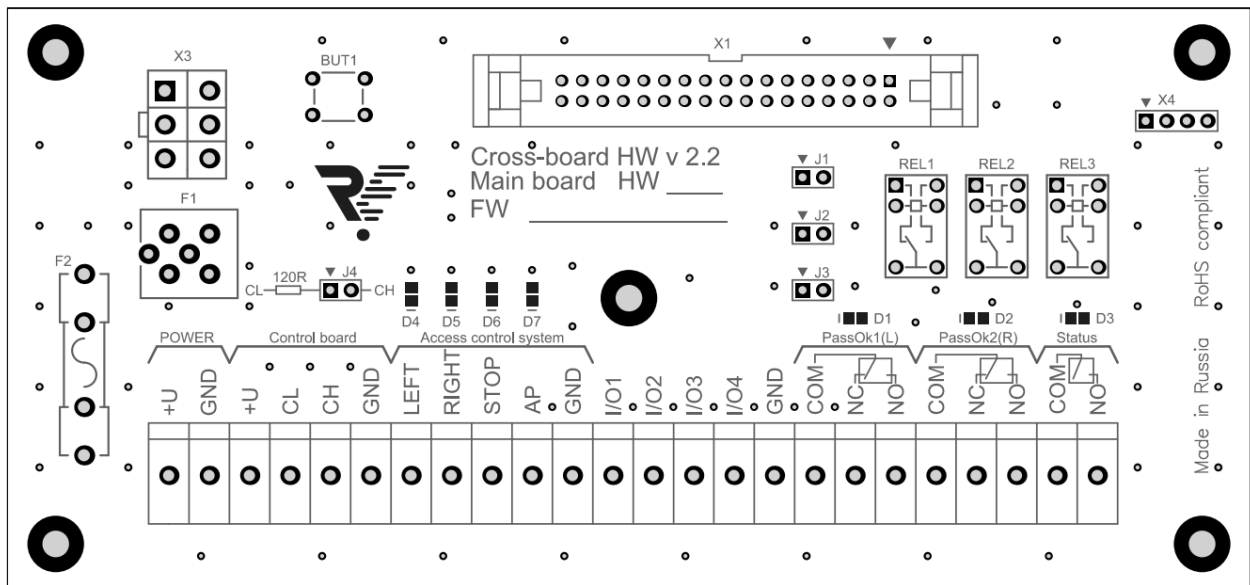 X3
BUT1
X1
X4
Cross-board HW v 2.2
Main board HW ____
FW ______________
J1
REL1
REL2
REL3
F1
J2
F2
CL
120R
J4
CH
J3
D4
D5
D6
D7
D1
D2
D3
POWER
Control board
Access control system
PassOk1(L)
PassOk2(R)
Status
+U
GND
+U
CL
CH
GND
LEFT
RIGHT
STOP
AP
GND
I/O1
I/O2
I/O3
I/O4
GND
COM
NC
NO
COM
NC
NO
COM
NO
Made in Russia RoHS compliant